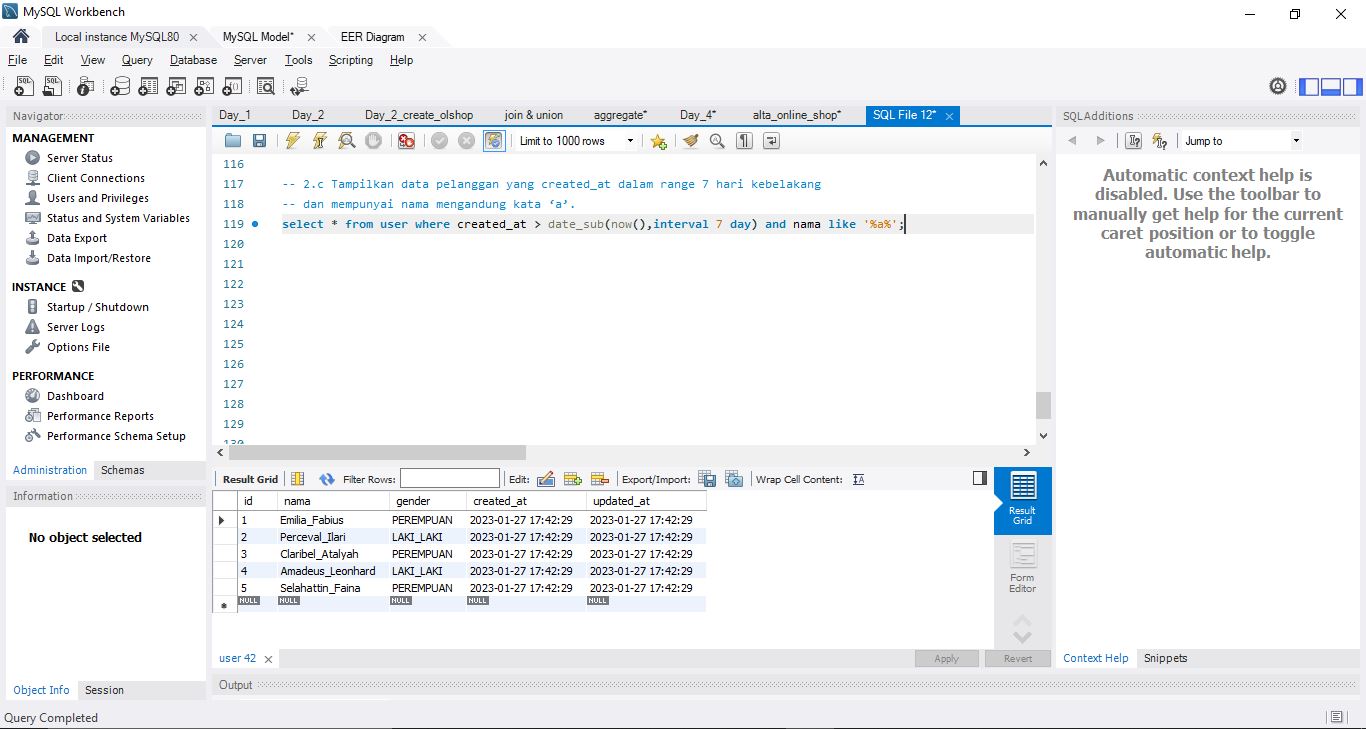 MySQL Workbench
Local instance MySQL80 MySQL Model* EER Diagram
File Edit View Query Database Server Tools Scripting Help
Navigator
MANAGEMENT
Server Status
Client Connections
Users and Privileges
Status and System Variables
Data Export
Data Import/Restore
INSTANCE
Startup / Shutdown
Server Logs
Options File
PERFORMANCE
Dashboard
Performance Reports
Performance Schema Setup
Administration Schemas
Information
No object selected
Object Info Session
Day_1 Day_2 Day_2_create_olshop join & union aggregate* Day_4* alta_online_shop* SQL File 12*
Limit to 1000 rows
116
117 -- 2.c Tampilkan data pelanggan yang created_at dalam range 7 hari kebelakang
118 -- dan mempunyai nama mengandung kata ‘a’.
119 select * from user where created_at > date_sub(now(),interval 7 day) and nama like '%a%';
120
121
122
123
124
125
126
127
128
129
130
Result Grid Filter Rows: Edit: Export/Import: Wrap Cell Content:
id nama gender created_at updated_at
1 Emilia_Fabius PEREMPUAN 2023-01-27 17:42:29 2023-01-27 17:42:29
2 Perceval_Ilari LAKI_LAKI 2023-01-27 17:42:29 2023-01-27 17:42:29
3 Claribel_Atalyah PEREMPUAN 2023-01-27 17:42:29 2023-01-27 17:42:29
4 Amadeus_Leonhard LAKI_LAKI 2023-01-27 17:42:29 2023-01-27 17:42:29
5 Selahattin_Faina PEREMPUAN 2023-01-27 17:42:29 2023-01-27 17:42:29
NULL NULL NULL NULL NULL
Result
Grid
Form
Editor
user 42
Apply Revert
Output
SQLAdditions
Jump to
Automatic context help is
disabled. Use the toolbar to
manually get help for the current
caret position or to toggle
automatic help.
Context Help Snippets
Query Completed